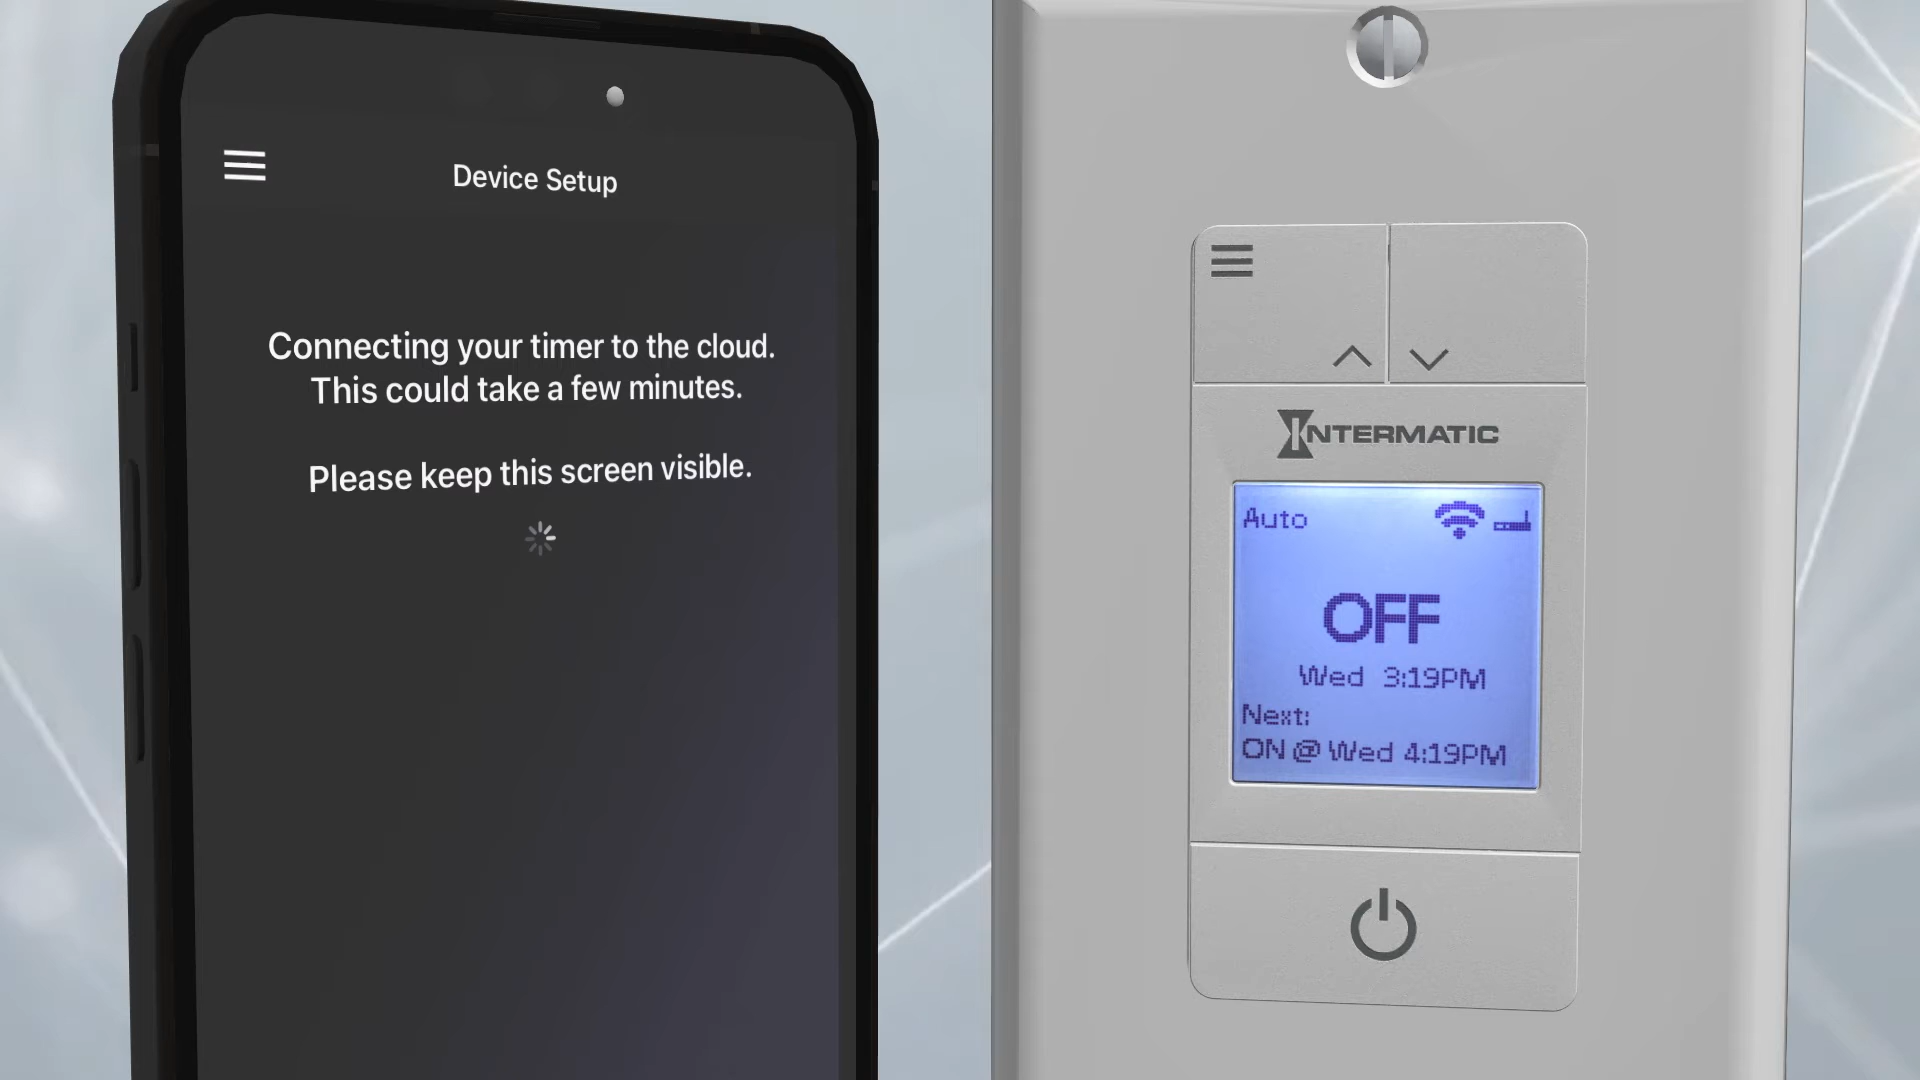 Device Setup
Connecting your timer to the cloud.
This could take a few minutes.
Please keep this screen visible.
INTERMATIC
Auto
OFF
Wed 3:19PM
Next:
ON @ Wed 4:19PM